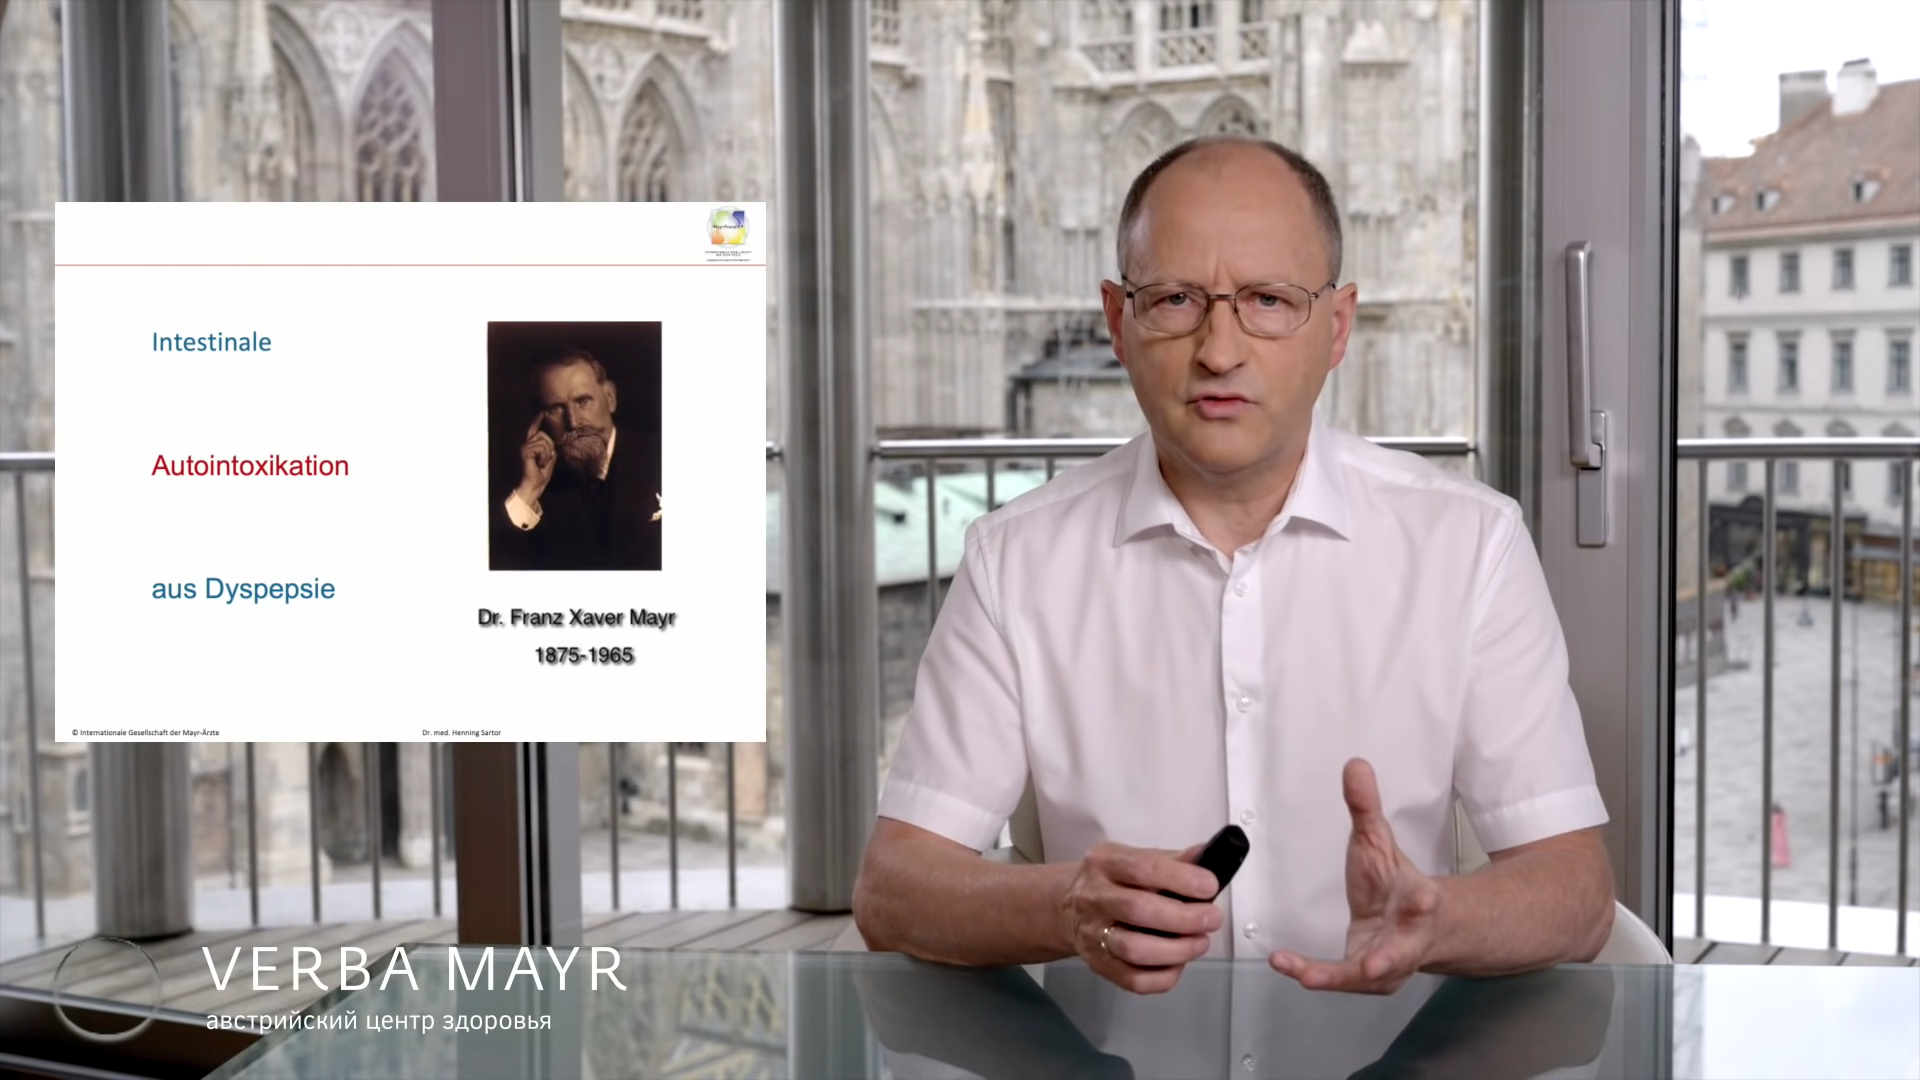 Intestinale
Autointoxikation
aus Dyspepsie
Dr. Franz Xaver Mayr
1875-1965
© Internationale Gesellschaft der Mayr-Ärzte
Dr. med. Henning Sartor
VERBA MAYR
австрийский центр здоровья